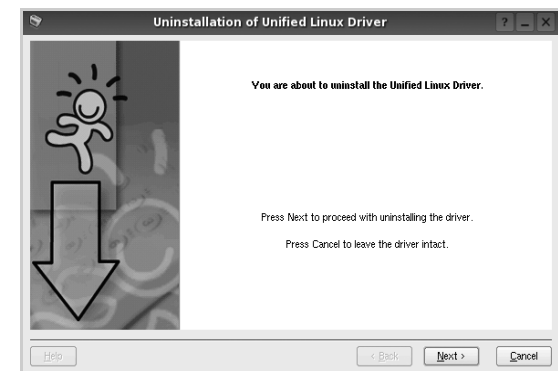 Uninstallation of Unified Linux Driver
You are about to uninstall the Unified Linux Driver.
Press Next to proceed with uninstalling the driver.
Press Cancel to leave the driver intact.
Help
< Back
Next >
Cancel